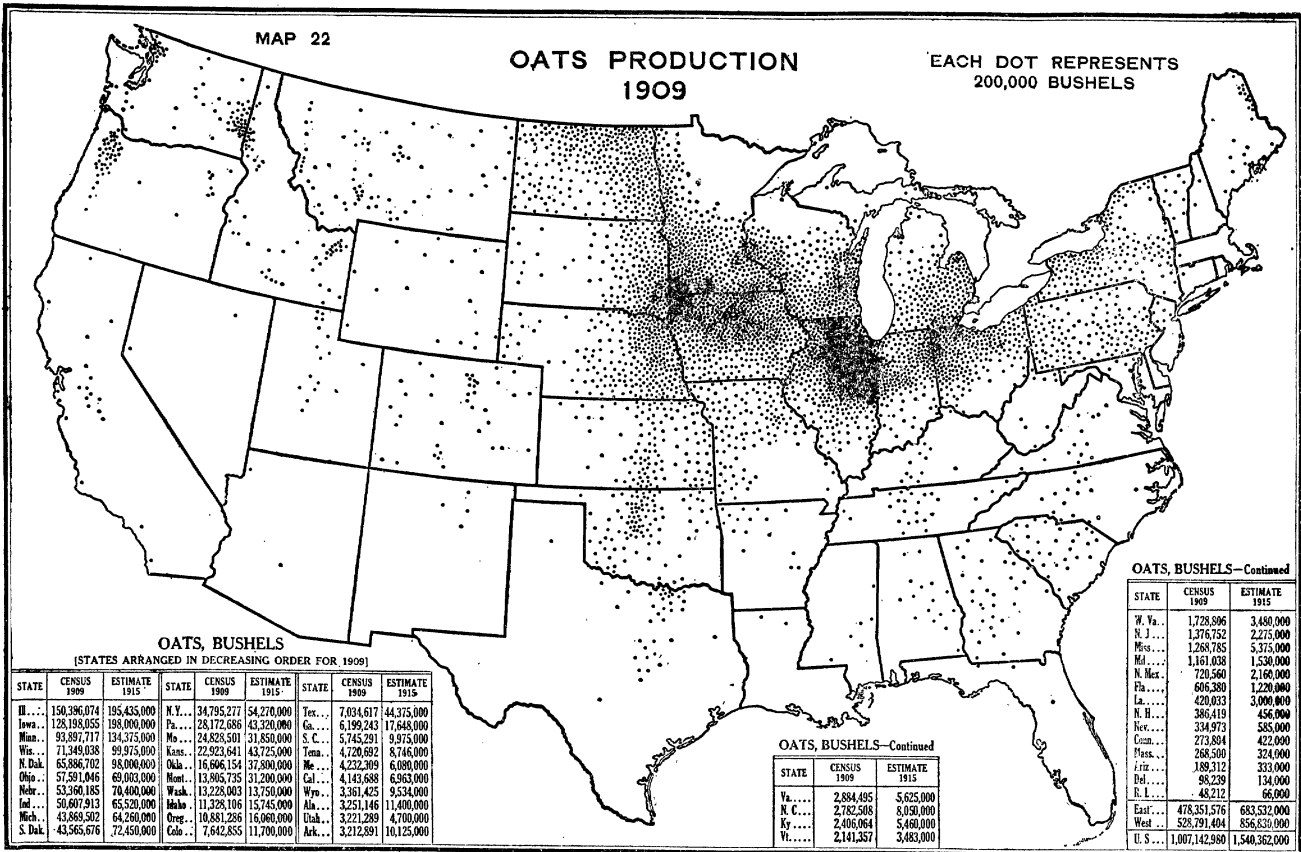 MAP 22
OATS PRODUCTION
1909
EACH DOT REPRESENTS
200,000 BUSHELS
OATS, BUSHELS
[STATES ARRANGED IN DECREASING ORDER FOR 1909]
STATE CENSUS 1909 ESTIMATE 1915 STATE CENSUS 1909 ESTIMATE 1915 STATE CENSUS 1909 ESTIMATE 1915
Ill.... 150,396,074 195,435,000 N.Y... 34,795,277 54,270,000 Tex... 7,034,617 44,375,000
Iowa.. 128,198,055 198,000,000 Pa.... 28,172,686 43,320,000 Ga.... 6,199,243 17,648,000
Minn.. 93,897,717 134,375,000 Mo... 24,828,501 31,850,000 S. C... 5,745,291 9,975,000
Wis... 71,349,038 99,975,000 Kans.. 22,923,641 43,725,000 Tenn.. 4,720,692 8,746,000
N. Dak. 65,886,702 98,000,000 Okla.. 16,606,154 37,800,000 Me.... 4,232,309 6,080,000
Ohio.. 57,591,046 69,003,000 Mont.. 13,805,735 31,200,000 Cal... 4,143,688 6,963,000
Nebr.. 53,360,185 70,400,000 Wash.. 13,228,003 13,750,000 Wyo.. 3,361,425 9,534,000
Ind... 50,607,913 65,520,000 Idaho.. 11,328,106 15,745,000 Ala... 3,251,146 11,400,000
Mich.. 43,869,502 64,260,000 Oreg.. 10,881,286 16,060,000 Utah.. 3,221,289 4,700,000
S. Dak. 43,565,676 72,450,000 Colo.. 7,642,855 11,700,000 Ark... 3,212,891 10,125,000
OATS, BUSHELS—Continued
STATE CENSUS 1909 ESTIMATE 1915
Va..... 2,884,495 5,625,000
N. C... 2,782,508 8,050,000
Ky.... 2,406,064 5,460,000
Vt..... 2,141,357 3,483,000
OATS, BUSHELS—Continued
STATE CENSUS 1909 ESTIMATE 1915
W. Va.. 1,728,806 3,480,000
N. J... 1,376,752 2,275,000
Miss... 1,268,785 5,375,000
Md.... 1,161,038 1,530,000
N. Mex. 720,560 2,160,000
Fla.... 606,380 1,220,000
La.... 420,033 3,000,000
N. H... 386,419 456,000
Nev... 334,973 585,000
Conn... 273,804 422,000
Mass... 268,500 324,000
Ariz... 189,312 333,000
Del.... 98,239 134,000
R. I... 48,212 66,000
East... 478,351,576 683,532,000
West.. 528,791,404 856,830,000
U. S... 1,007,142,980 1,540,362,000